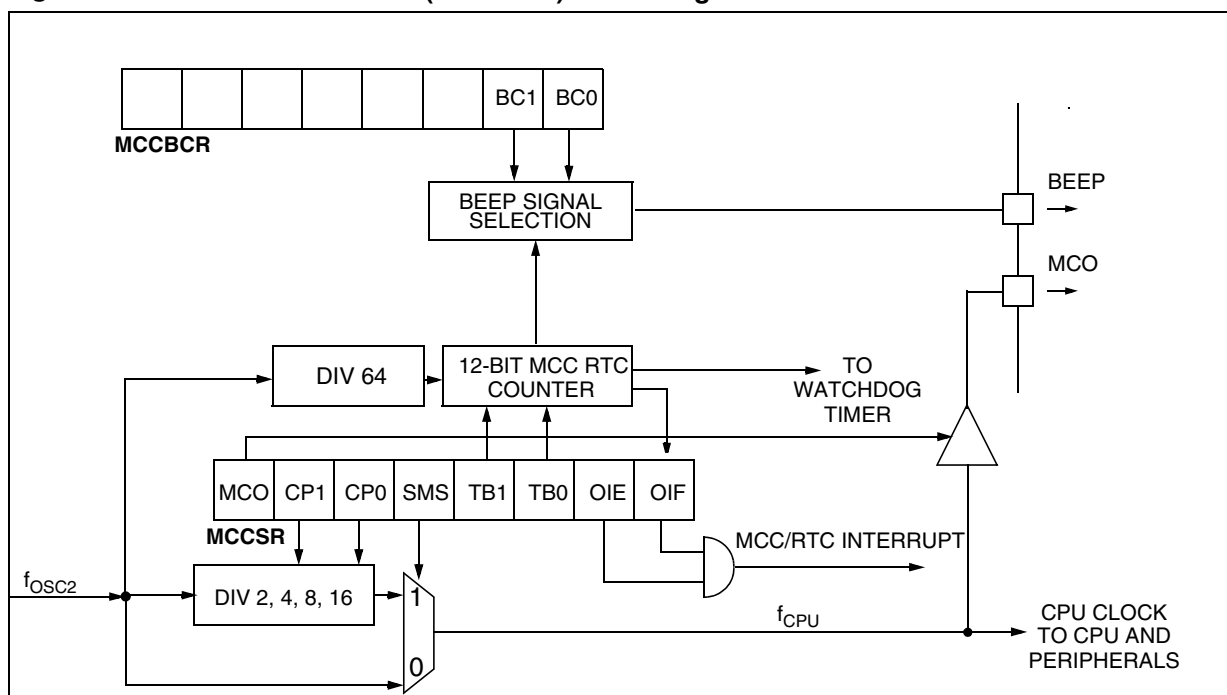 BC1 BC0
MCCBCR
BEEP SIGNAL
SELECTION
BEEP
MCO
DIV 64
12-BIT MCC RTC
COUNTER
TO
WATCHDOG
TIMER
MCO CP1 CP0 SMS TB1 TB0 OIE OIF
MCCSR
MCC/RTC INTERRUPT
fOSC2
DIV 2, 4, 8, 16
1
0
fCPU
CPU CLOCK
TO CPU AND
PERIPHERALS